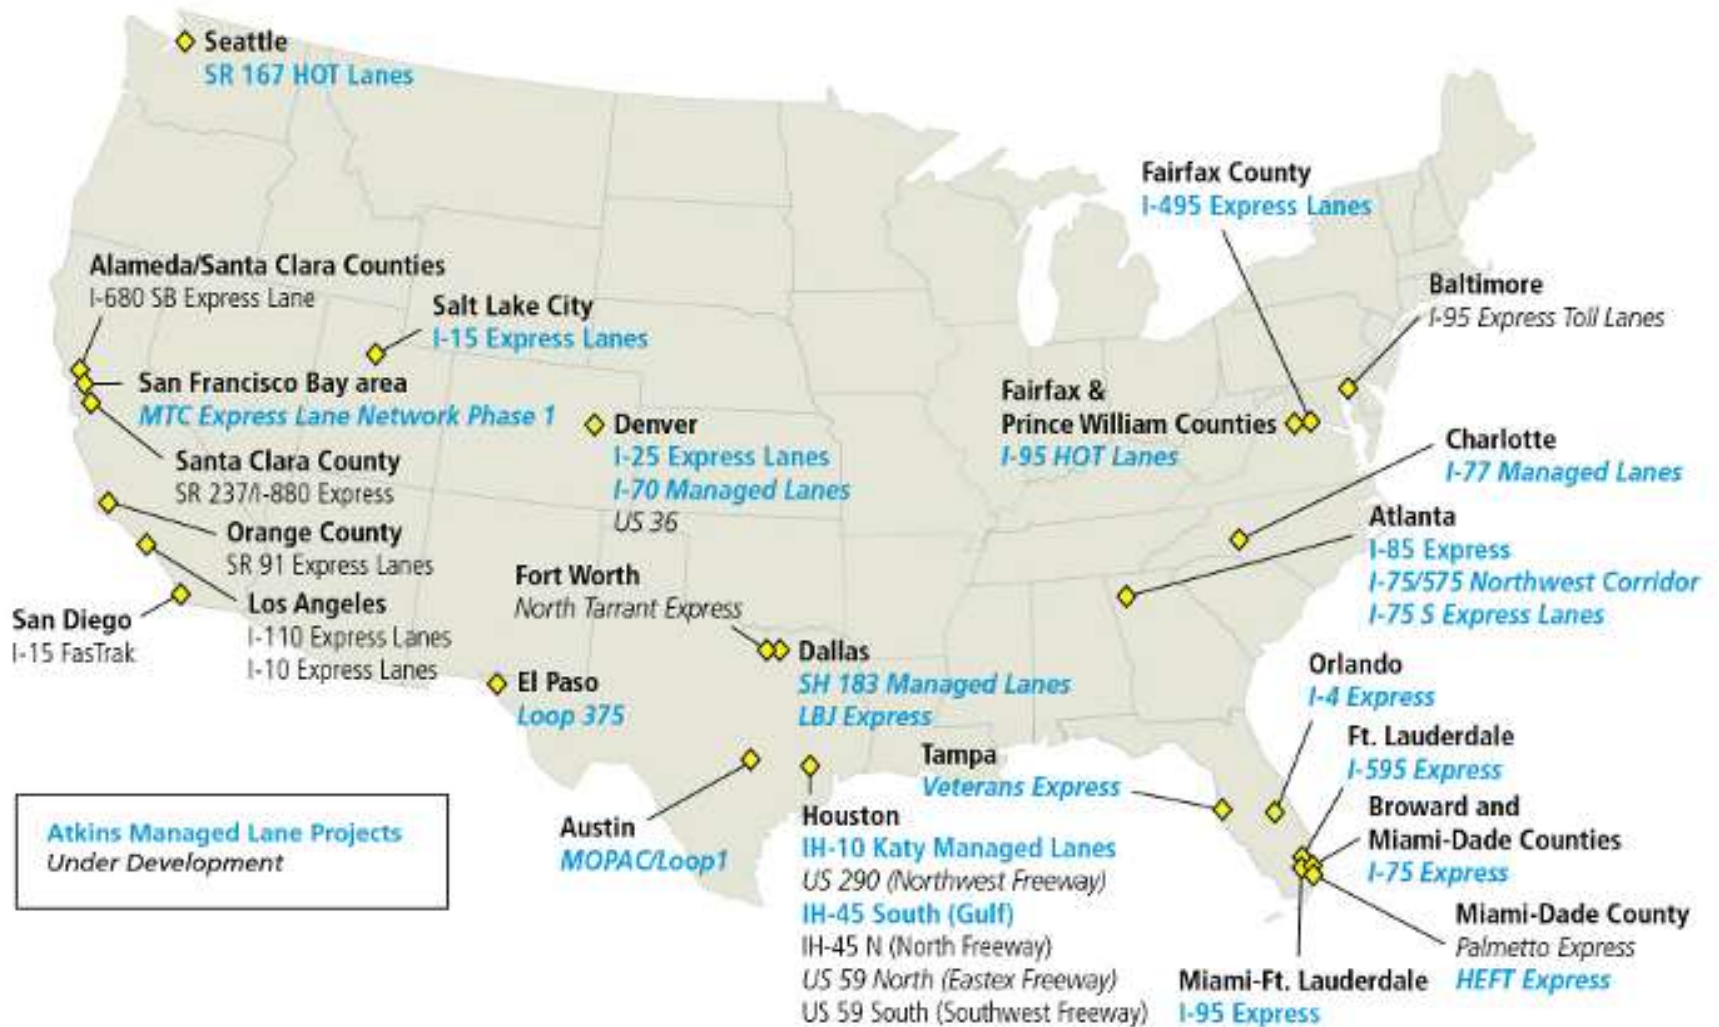 Seattle
SR 167 HOT Lanes
Fairfax County
I-495 Express Lanes
Alameda/Santa Clara Counties
I-680 SB Express Lane
Salt Lake City
I-15 Express Lanes
Baltimore
I-95 Express Toll Lanes
San Francisco Bay area
MTC Express Lane Network Phase 1
Denver
I-25 Express Lanes
I-70 Managed Lanes
US 36
Fairfax &
Prince William Counties
I-95 HOT Lanes
Charlotte
I-77 Managed Lanes
Santa Clara County
SR 237/I-880 Express
Orange County
SR 91 Express Lanes
Atlanta
I-85 Express
I-75/575 Northwest Corridor
I-75 S Express Lanes
Los Angeles
I-110 Express Lanes
I-10 Express Lanes
San Diego
I-15 FasTrak
Fort Worth
North Tarrant Express
Dallas
SH 183 Managed Lanes
LBJ Express
El Paso
Loop 375
Orlando
I-4 Express
Ft. Lauderdale
I-595 Express
Tampa
Veterans Express
Broward and
Miami-Dade Counties
I-75 Express
Austin
MOPAC/Loop1
Houston
IH-10 Katy Managed Lanes
US 290 (Northwest Freeway)
IH-45 South (Gulf)
IH-45 N (North Freeway)
US 59 North (Eastex Freeway)
US 59 South (Southwest Freeway)
Miami-Dade County
Palmetto Express
HEFT Express
Miami-Ft. Lauderdale
I-95 Express
Atkins Managed Lane Projects
Under Development